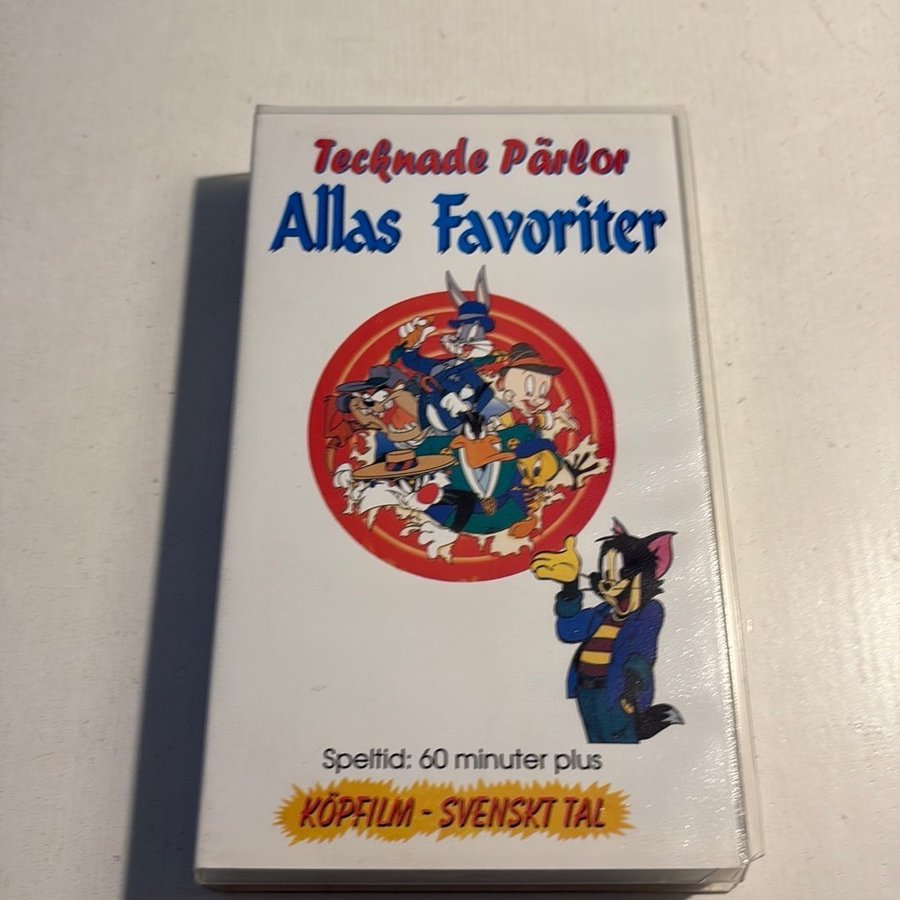 Tecknade Pärlor
Allas Favoriter
Speltid: 60 minuter plus
KÖPFILM - SVENSKT TAL